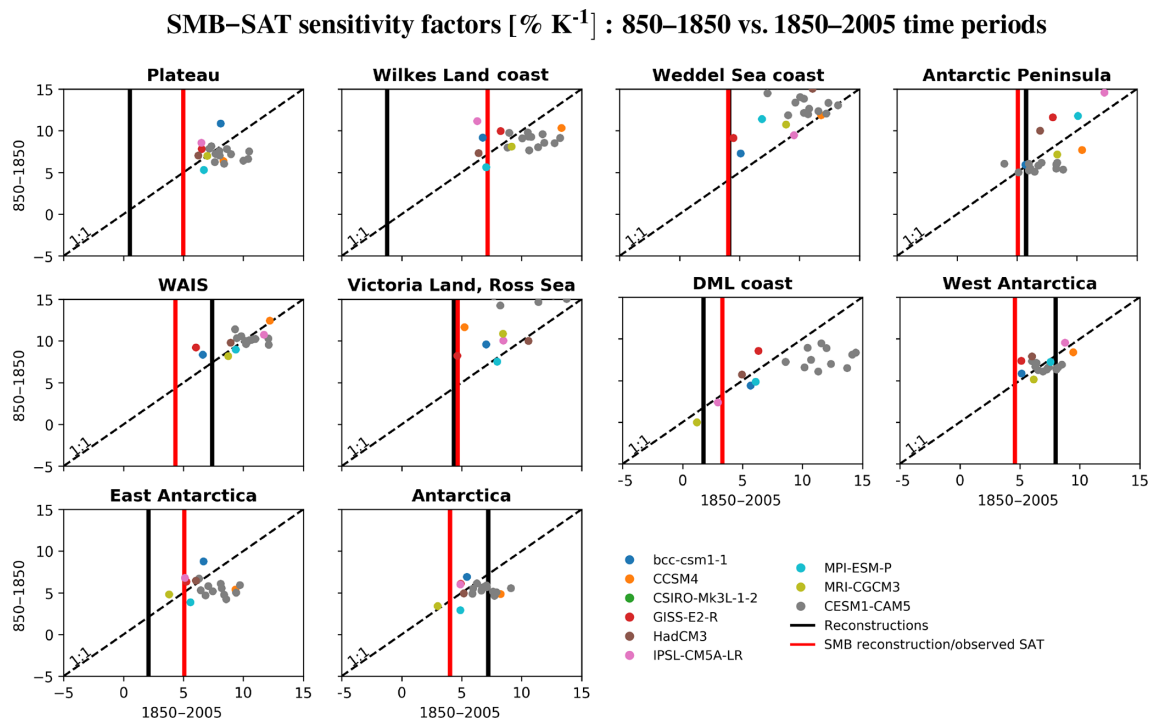 SMB–SAT sensitivity factors [% K-1] : 850–1850 vs. 1850–2005 time periods
Plateau
Wilkes Land coast
Weddel Sea coast
Antarctic Peninsula
15
10
5
0
−5
850–1850
1:1
1:1
1:1
1:1
WAIS
Victoria Land, Ross Sea
DML coast
West Antarctica
15
10
5
0
−5
850–1850
1:1
1:1
1:1
1:1
-5 0 5 10 15
1850–2005
-5 0 5 10 15
1850–2005
East Antarctica
Antarctica
15
10
5
0
−5
850–1850
1:1
1:1
−5 0 5 10 15
1850–2005
−5 0 5 10 15
1850–2005
bcc-csm1-1
CCSM4
CSIRO-Mk3L-1-2
GISS-E2-R
HadCM3
IPSL-CM5A-LR
MPI-ESM-P
MRI-CGCM3
CESM1-CAM5
Reconstructions
SMB reconstruction/observed SAT